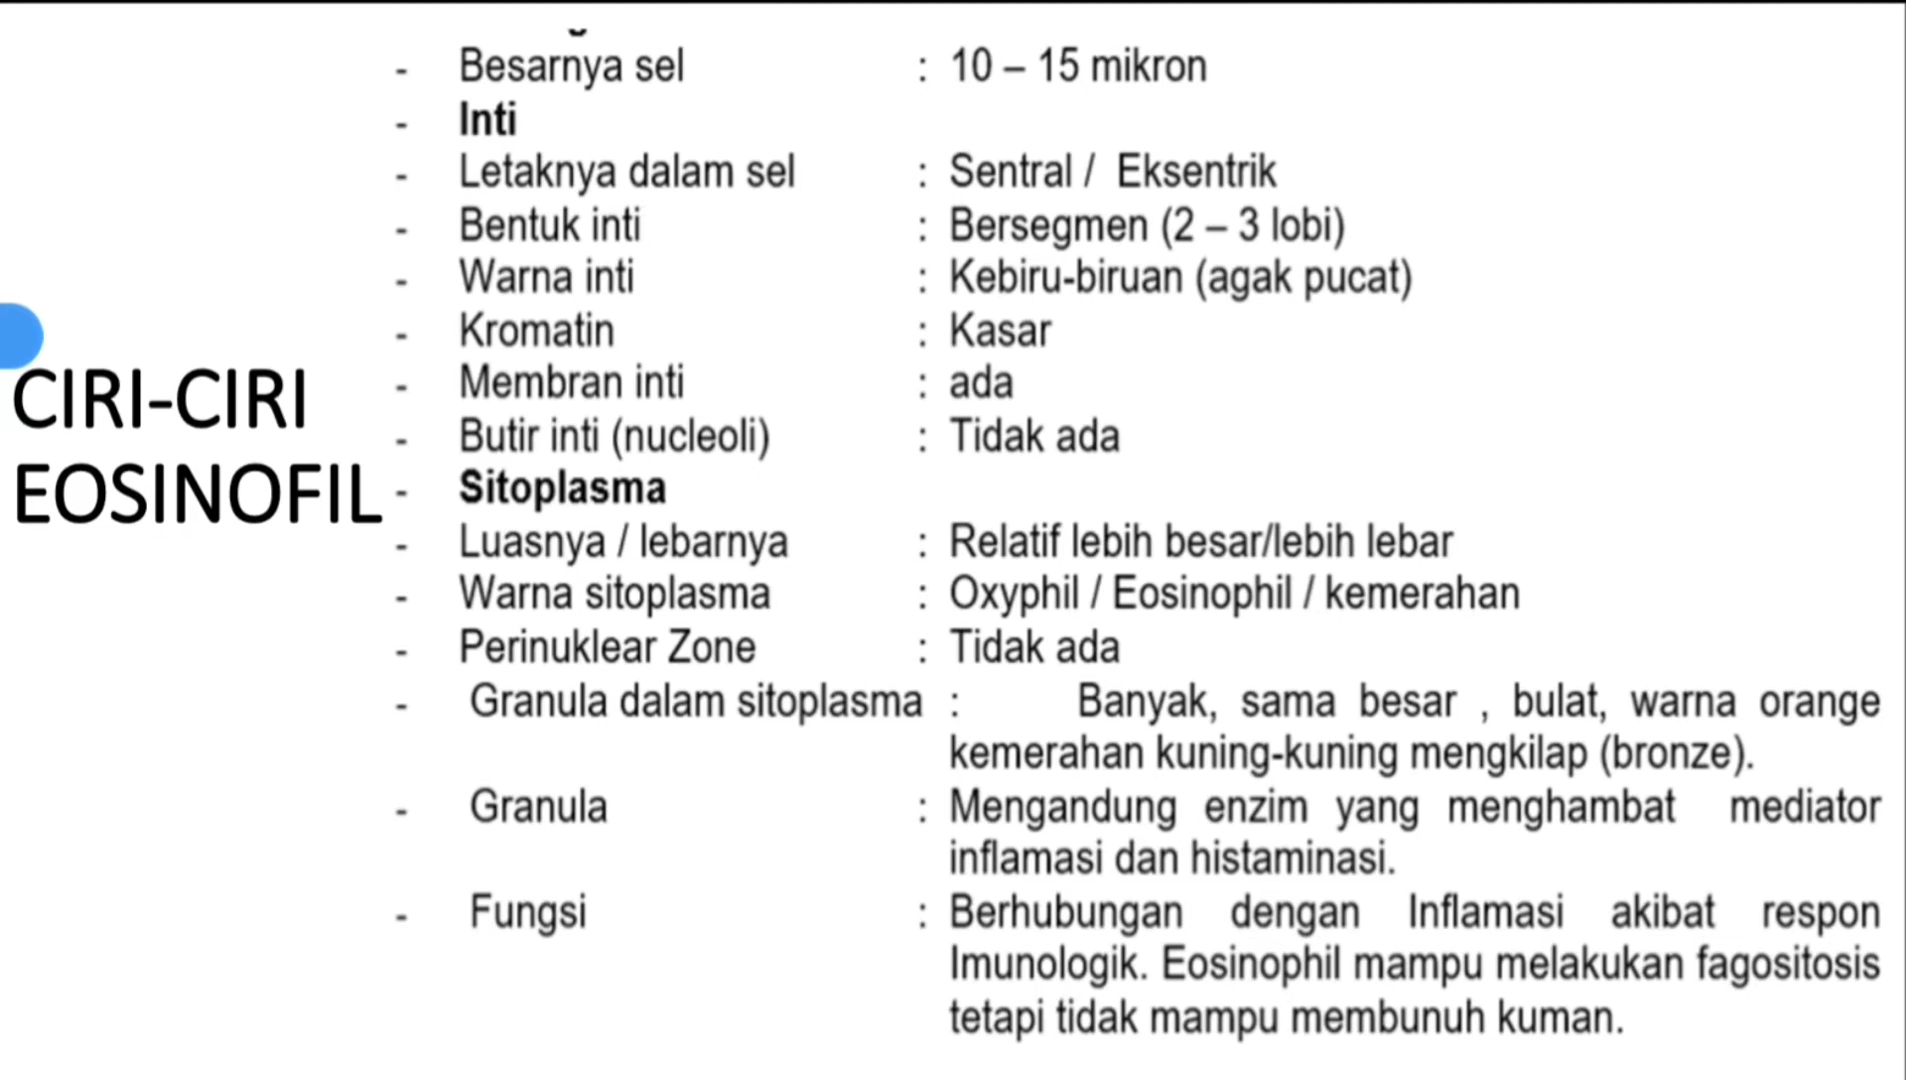 CIRI-CIRI
EOSINOFIL
- Besarnya sel : 10 – 15 mikron
- Inti
- Letaknya dalam sel : Sentral / Eksentrik
- Bentuk inti : Bersegmen (2 – 3 lobi)
- Warna inti : Kebiru-biruan (agak pucat)
- Kromatin : Kasar
- Membran inti : ada
- Butir inti (nucleoli) : Tidak ada
- Sitoplasma
- Luasnya / lebarnya : Relatif lebih besar/lebih lebar
- Warna sitoplasma : Oxyphil / Eosinophil / kemerahan
- Perinuklear Zone : Tidak ada
- Granula dalam sitoplasma : Banyak, sama besar , bulat, warna orange
kemerahan kuning-kuning mengkilap (bronze).
- Granula : Mengandung enzim yang menghambat mediator
inflamasi dan histaminasi.
- Fungsi : Berhubungan dengan Inflamasi akibat respon
Imunologik. Eosinophil mampu melakukan fagositosis
tetapi tidak mampu membunuh kuman.